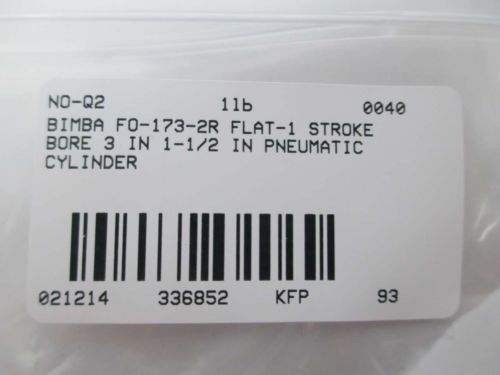 NO-Q2 1lb 0040
BIMBA FO-173-2R FLAT-1 STROKE
BORE 3 IN 1-1/2 IN PNEUMATIC
CYLINDER
021214 336852 KFP 93